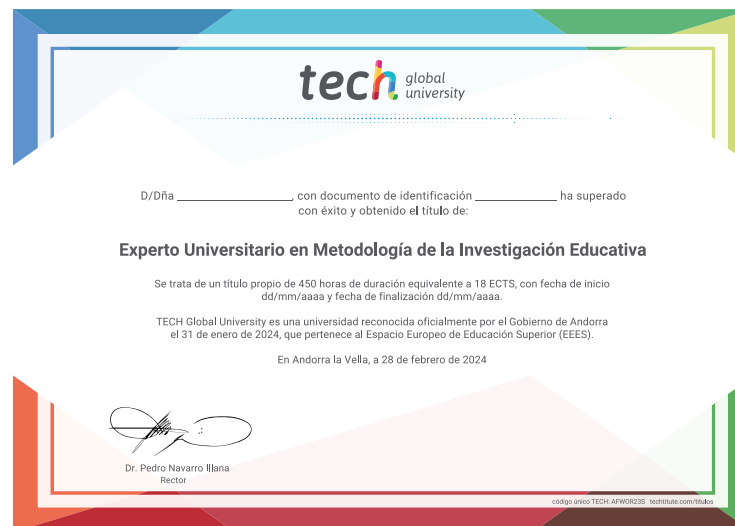 tech global university
D/Dña ____________________, con documento de identificación ______________ ha superado
con éxito y obtenido el título de:
Experto Universitario en Metodología de la Investigación Educativa
Se trata de un título propio de 450 horas de duración equivalente a 18 ECTS, con fecha de inicio
dd/mm/aaaa y fecha de finalización dd/mm/aaaa.
TECH Global University es una universidad reconocida oficialmente por el Gobierno de Andorra
el 31 de enero de 2024, que pertenece al Espacio Europeo de Educación Superior (EEES).
En Andorra la Vella, a 28 de febrero de 2024
Dr. Pedro Navarro Illana
Rector
código único TECH: AFWOR23S techtitute.com/titulos